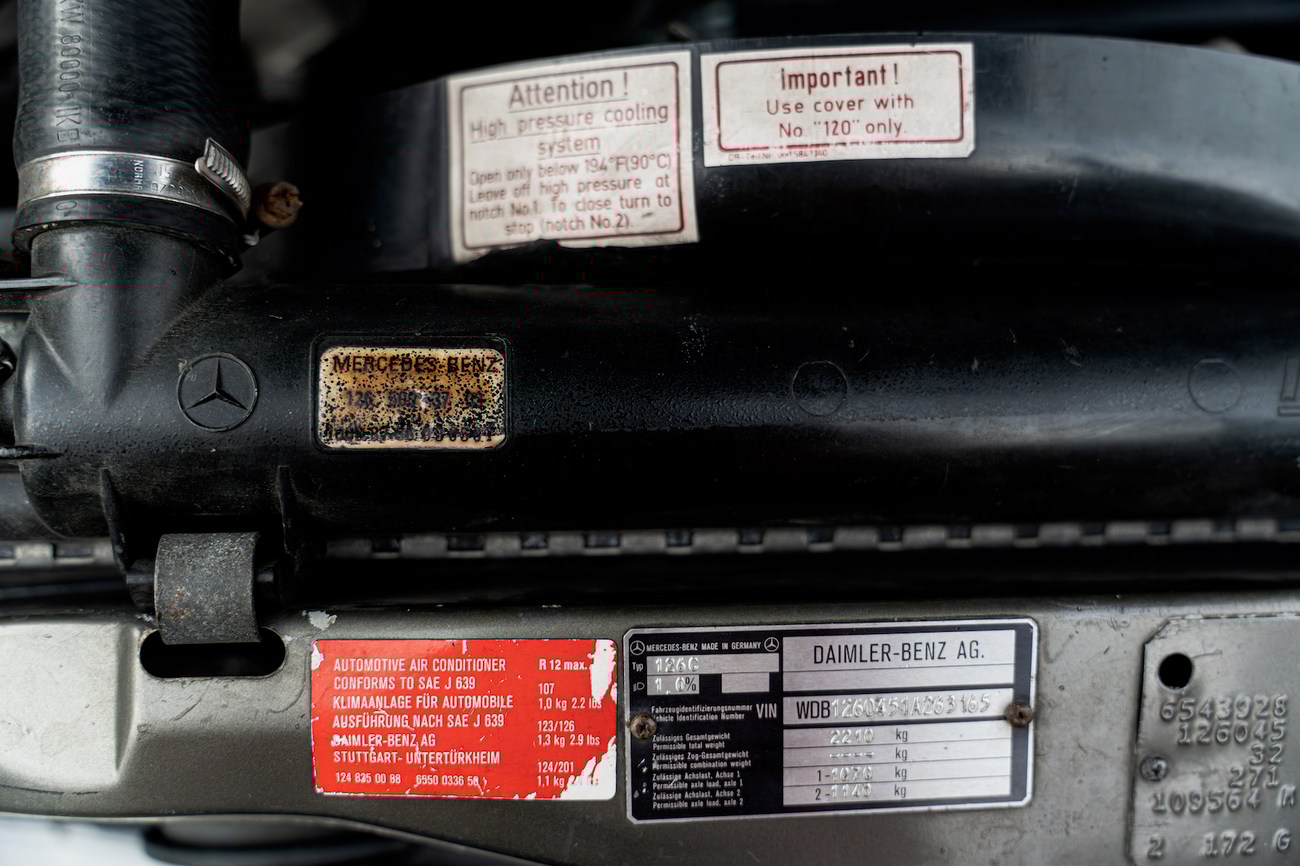 Attention !
High pressure cooling
system
Open only below 194°F(90°C)
Leave off high pressure at
notch No.1. To close turn to
stop (notch No.2).
important!
Use cover with
No. "120" only.
MERCEDES-BENZ
AUTOMOTIVE AIR CONDITIONER
CONFORMS TO SAE J 639
KLIMAANLAGE FÜR AUTOMOBILE
AUSFÜHRUNG NACH SAE J 639
DAIMLER-BENZ AG
STUTTGART- UNTERTÜRKHEIM
124 835 00 88 6550 0336 56
R 12 max.
107
1,0 kg 2.2 lbs
123/126
1,3 kg 2.9 lbs
124/201
1,1 kg
MERCEDES-BENZ MADE IN GERMANY
Typ 126C
1,0%
DAIMLER-BENZ AG.
Fahrzeugidentifizierungsnummer
Vehicle Identification Number
VIN WDB1260451A263165
Zulässiges Gesamtgewicht
Permissible total weight
2210 kg
Zulässiges Zug-Gesamtgewicht
Permissible combination weight
---- kg
Zulässige Achslast, Achse 1
Permissible axle load, axle 1
1-1070 kg
Zulässige Achslast, Achse 2
Permissible axle load, axle 2
2-1140 kg
6543928
126045
32
271
109564 M
2 172 G